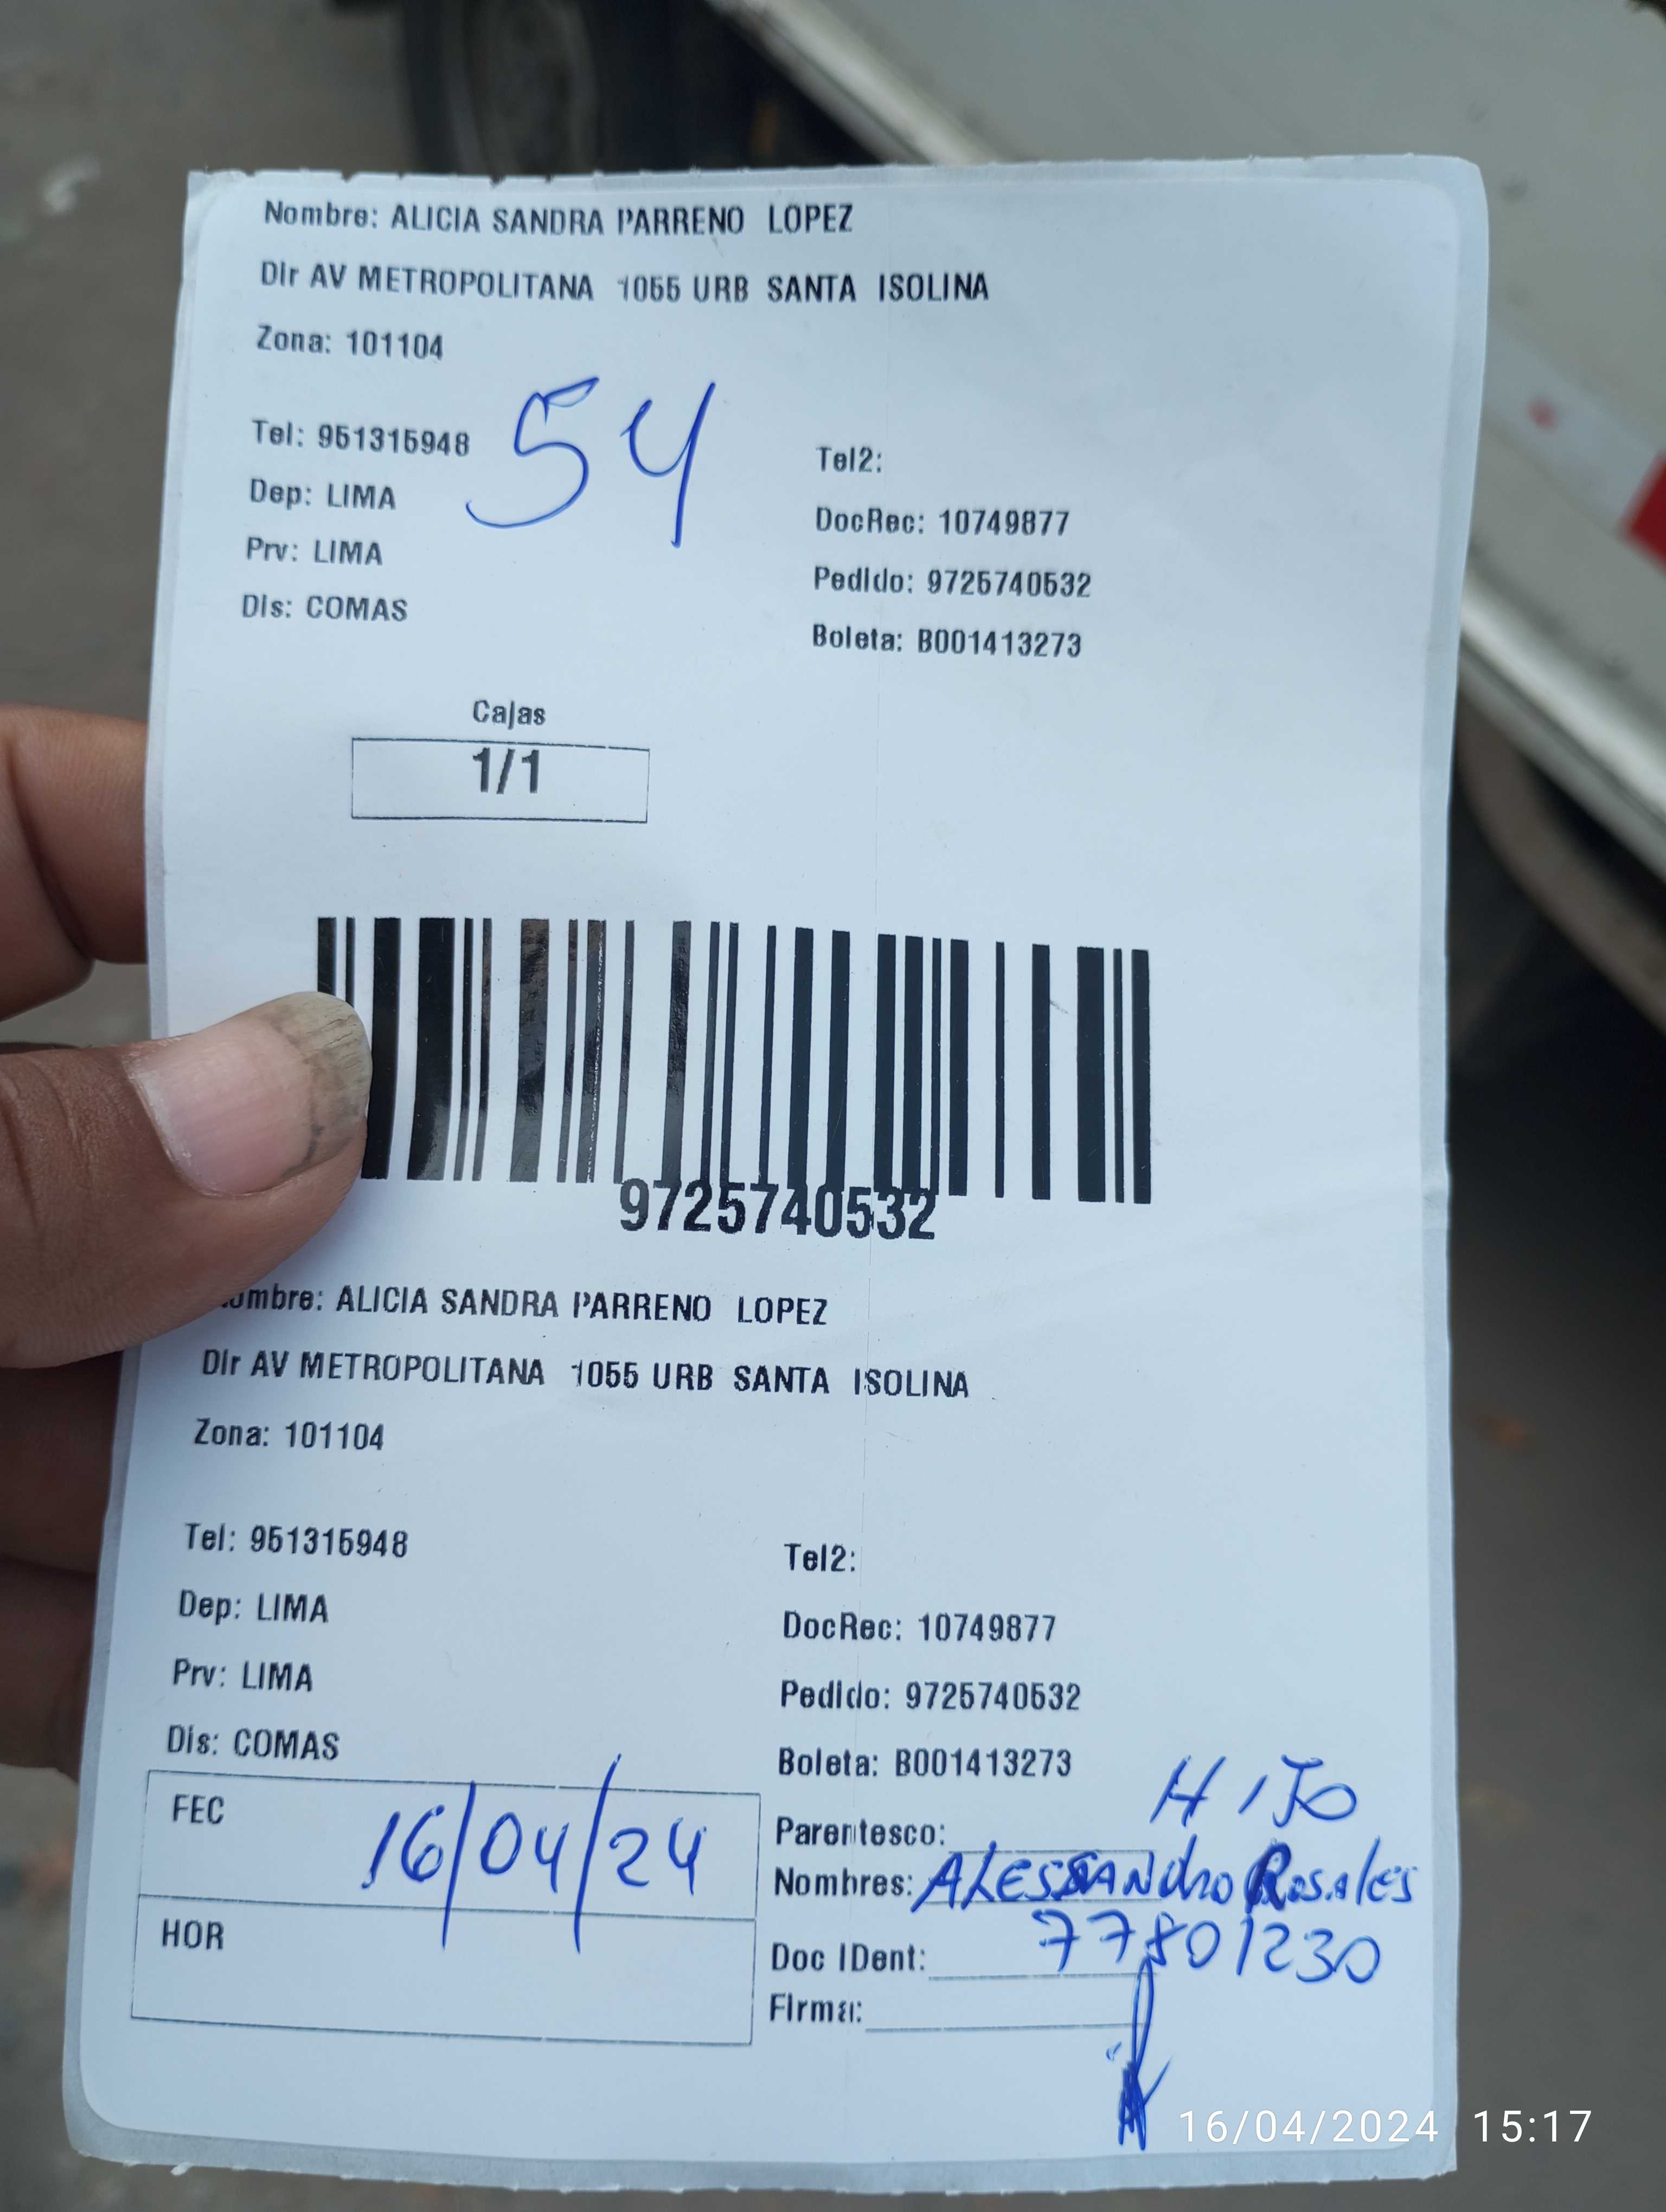 Nombre: ALICIA SANDRA PARRENO LOPEZ
Dir AV METROPOLITANA 1055 URB SANTA ISOLINA
Zona: 101104
54
Tel: 951315948
Tel2:
Dep: LIMA
DocRec: 10749877
Prv: LIMA
Pedido: 9725740532
Dis: COMAS
Boleta: B001413273
Cajas
1/1
9725740532
ombre: ALICIA SANDRA PARRENO LOPEZ
Dir AV METROPOLITANA 1055 URB SANTA ISOLINA
Zona: 101104
Tel: 951315948
Tel2:
Dep: LIMA
DocRec: 10749877
Prv: LIMA
Pedido: 9725740532
Dis: COMAS
Boleta: B001413273
FEC 16/04/24
HOR
Parentesco: HIJO
Nombres: ALESSANdro Rosales
Doc IDent: 77801230
Firma:
16/04/2024 15:17